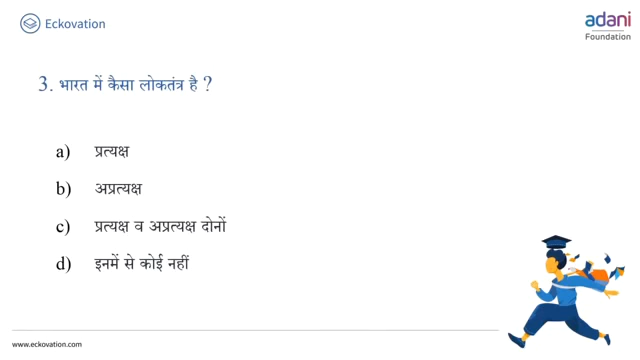 Eckovation
adani
Foundation
3. भारत में कैसा लोकतंत्र है ?
a) प्रत्यक्ष
b) अप्रत्यक्ष
c) प्रत्यक्ष व अप्रत्यक्ष दोनों
d) इनमें से कोई नहीं
www.eckovation.com